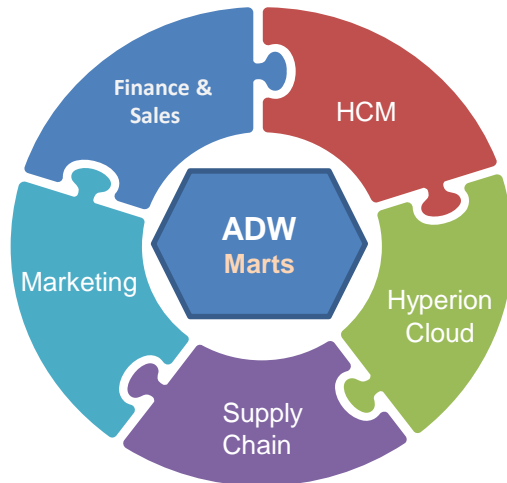 Finance &
Sales
HCM
ADW
Marts
Marketing
Hyperion
Cloud
Supply
Chain